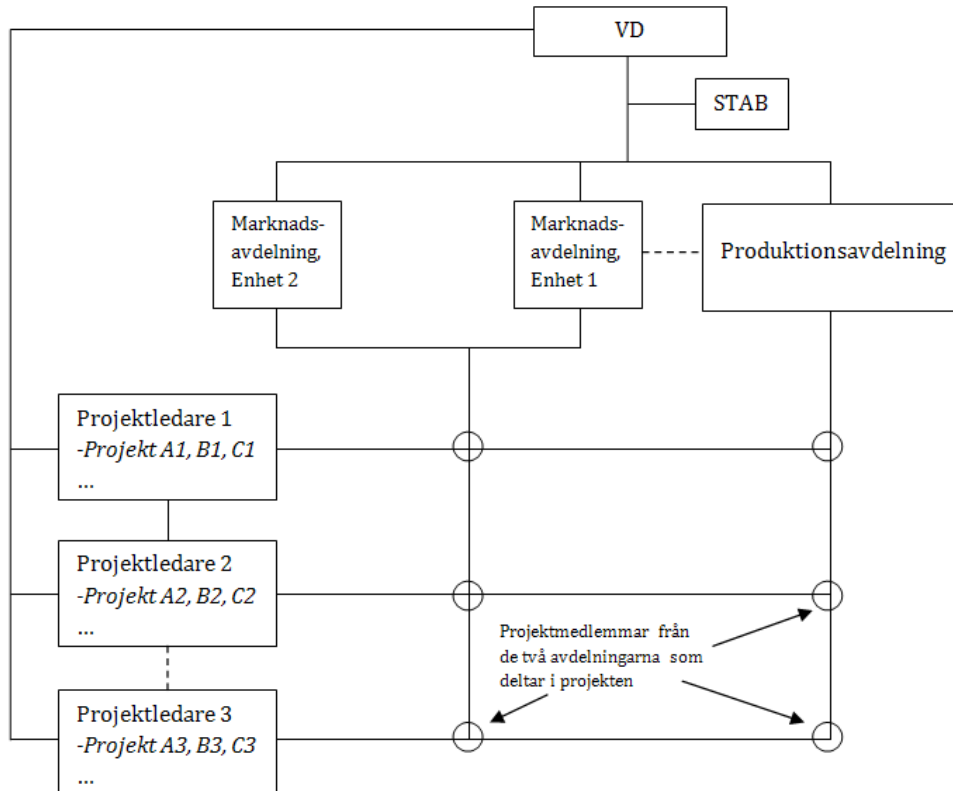 VD
STAB
Marknads-
avdelning,
Enhet 2
Marknads-
avdelning,
Enhet 1
Produktionsavdelning
Projektledare 1
-Projekt A1, B1, C1
...
Projektledare 2
-Projekt A2, B2, C2
...
Projektmedlemmar från
de två avdelningarna som
deltar i projekten
Projektledare 3
-Projekt A3, B3, C3
...